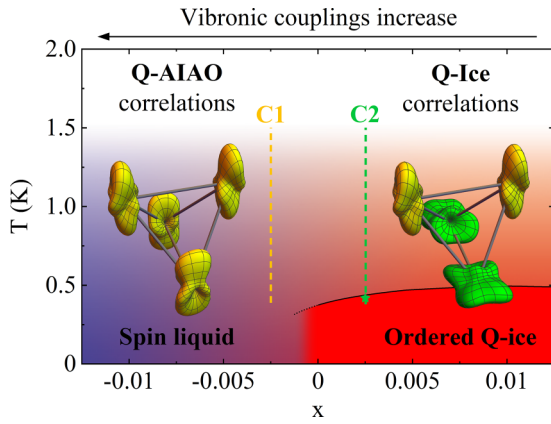 Vibronic couplings increase
Q-AIAO
correlations
Q-Ice
correlations
C1
C2
T (K)
2.0
1.5
1.0
0.5
0
Spin liquid
Ordered Q-ice
-0.01
-0.005
0
0.005
0.01
x